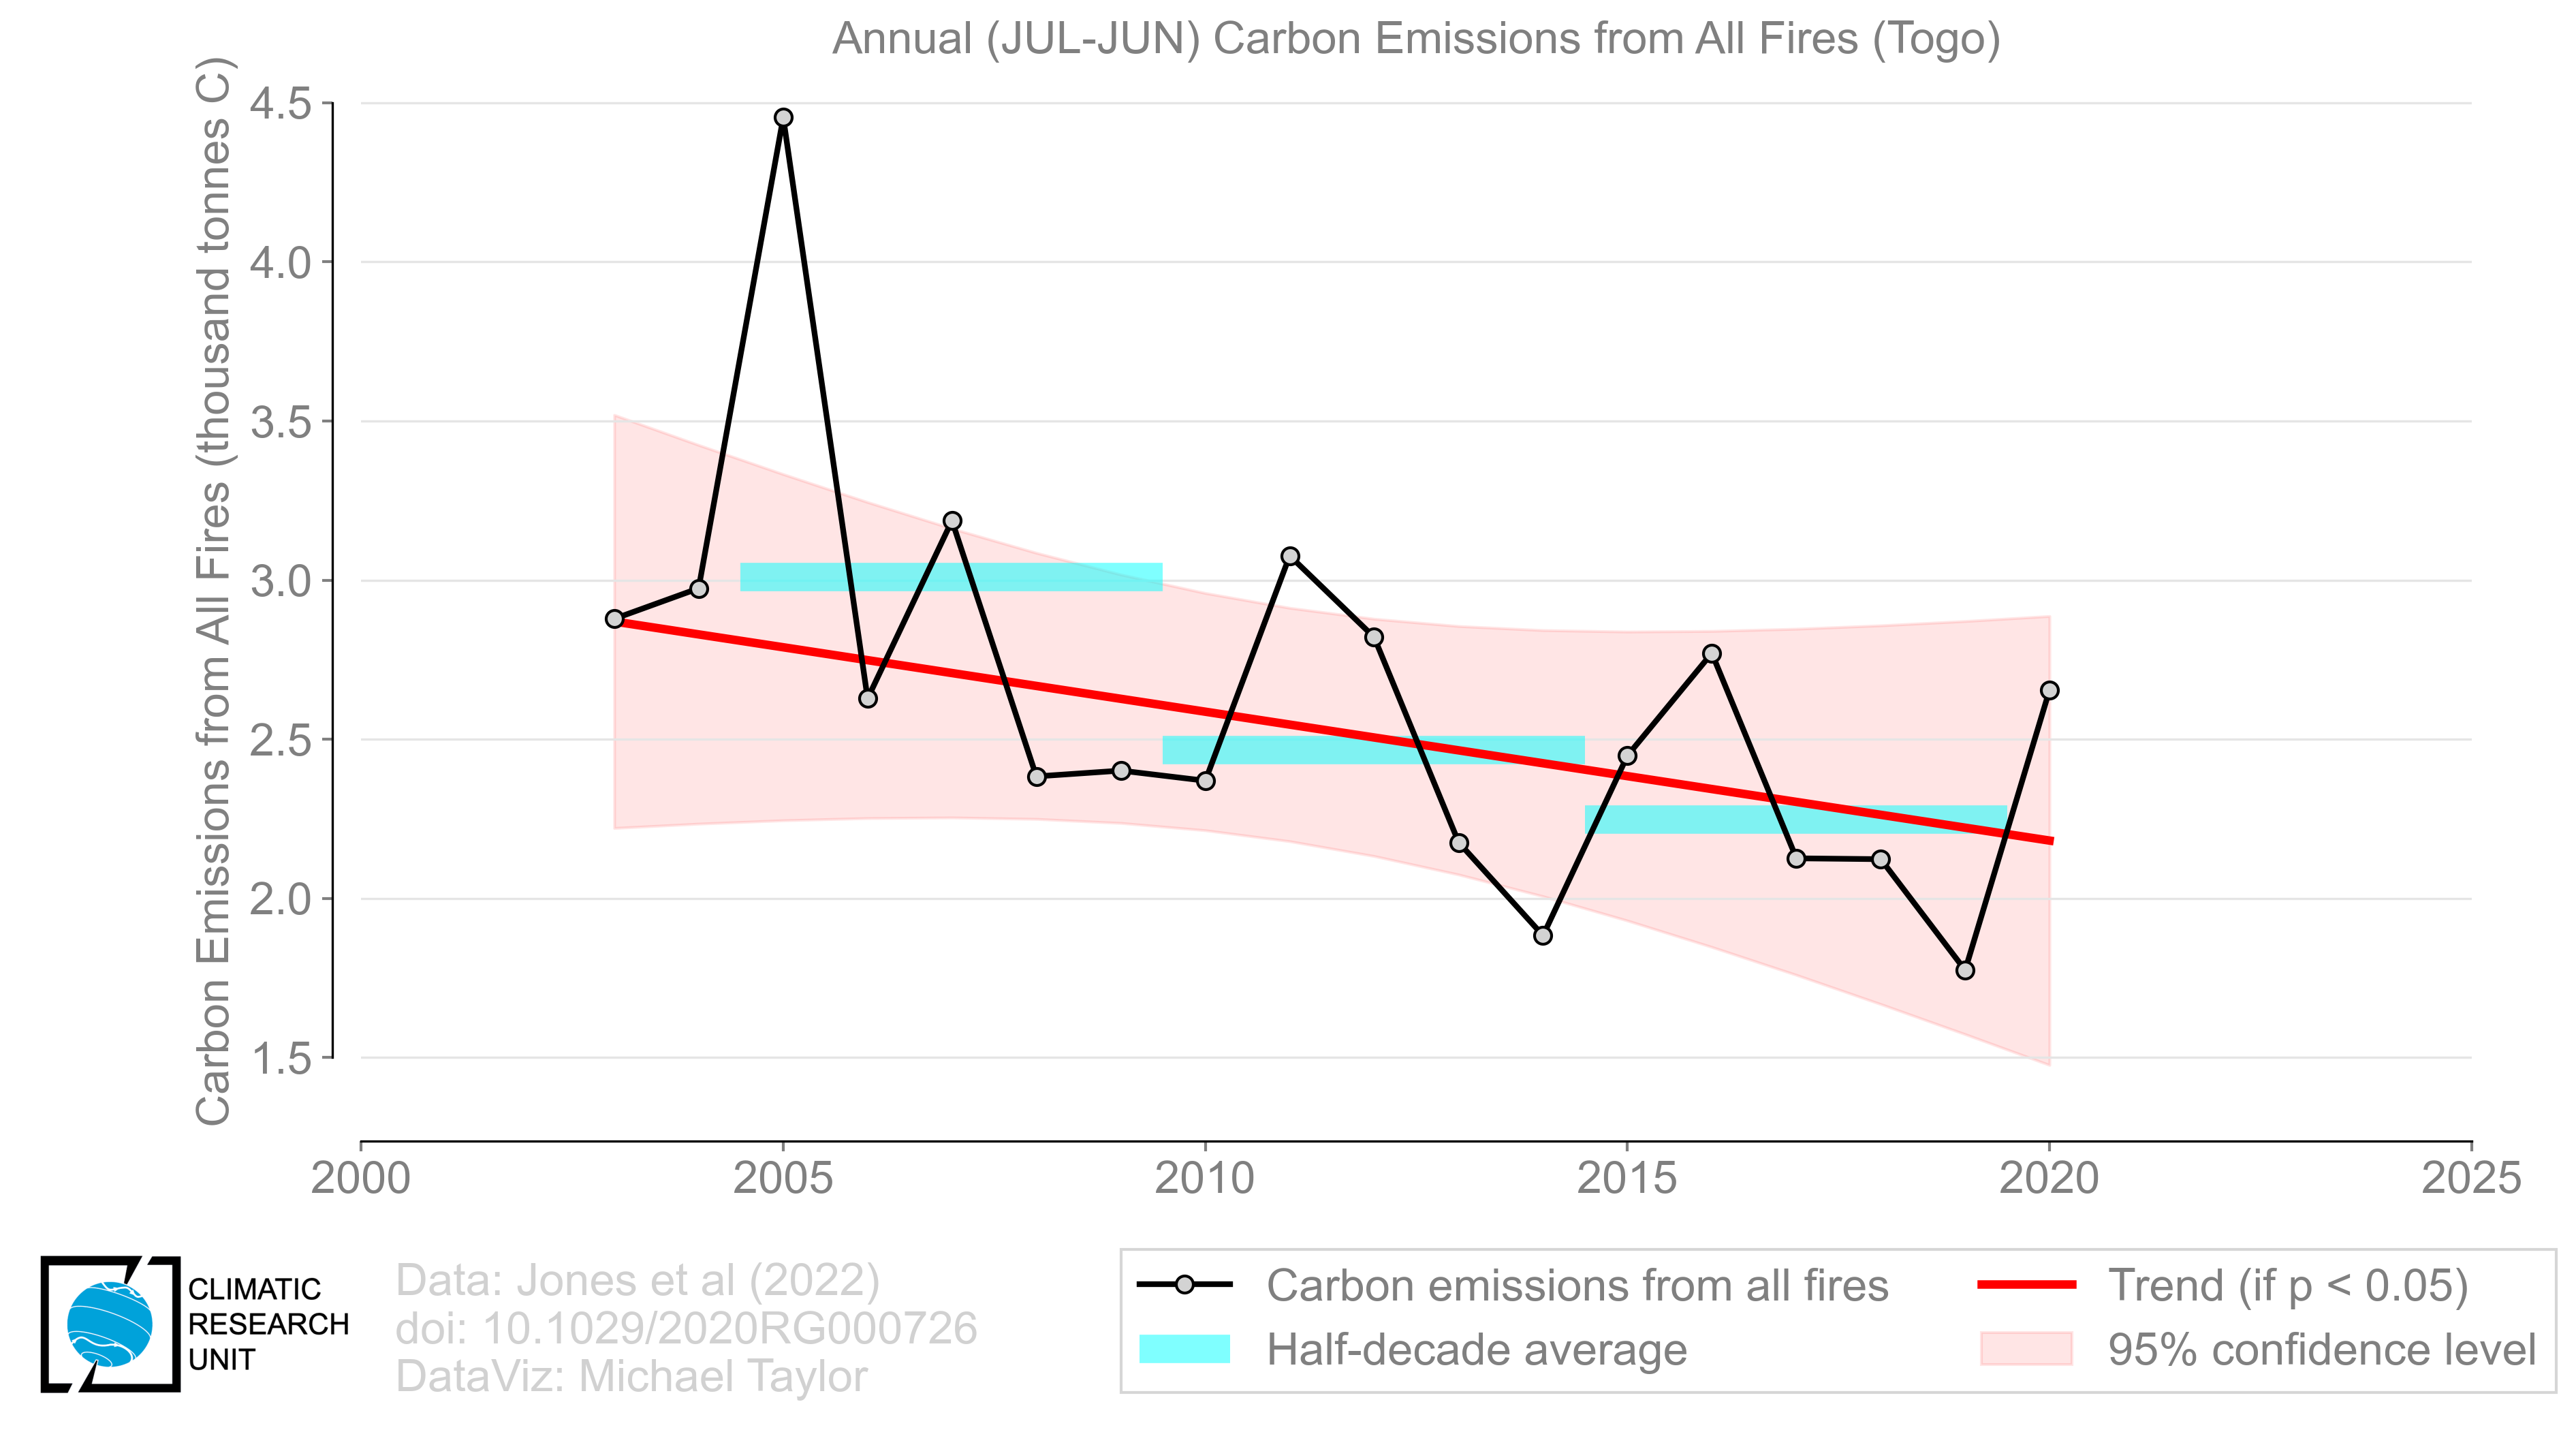 Annual (JUL-JUN) Carbon Emissions from All Fires (Togo)
Carbon Emissions from All Fires (thousand tonnes C)
4.5
4.0
3.5
3.0
2.5
2.0
1.5
2000 2005 2010 2015 2020 2025
CLIMATIC
RESEARCH
UNIT
Data: Jones et al (2022)
doi: 10.1029/2020RG000726
DataViz: Michael Taylor
Carbon emissions from all fires
Half-decade average
Trend (if p < 0.05)
95% confidence level